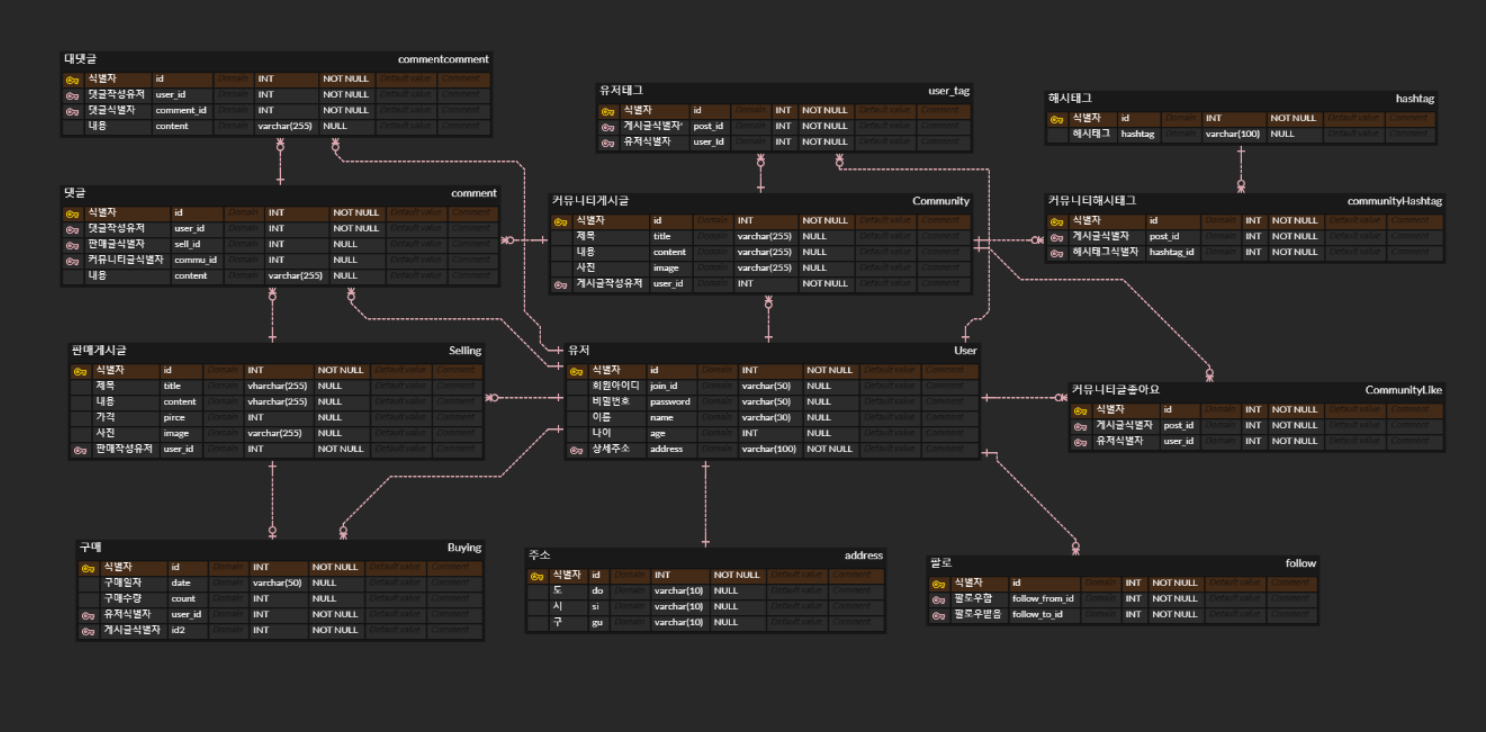 대댓글 commentcomment
식별자 id Domain INT NOT NULL Default value Comment
댓글작성유저 user_id Domain INT NOT NULL Default value Comment
댓글식별자 comment_id Domain INT NOT NULL Default value Comment
내용 content Domain varchar(255) NULL Default value Comment
유저태그 user_tag
식별자 id Domain INT NOT NULL Default value Comment
게시글식별자' post_id Domain INT NOT NULL Default value Comment
유저식별자 user_Id Domain INT NOT NULL Default value Comment
해시태그 hashtag
식별자 id Domain INT NOT NULL Default value Comment
해시태그 hashtag Domain varchar(100) NULL Default value Comment
댓글 comment
식별자 id Domain INT NOT NULL Default value Comment
댓글작성유저 user_id Domain INT NOT NULL Default value Comment
판매글식별자 sell_id Domain INT NULL Default value Comment
커뮤니티글식별자 commu_id Domain INT NULL Default value Comment
내용 content Domain varchar(255) NULL Default value Comment
커뮤니티게시글 Community
식별자 id Domain INT NOT NULL Default value Comment
제목 title Domain varchar(255) NULL Default value Comment
내용 content Domain varchar(255) NULL Default value Comment
사진 image Domain varchar(255) NULL Default value Comment
게시글작성유저 user_id Domain INT NOT NULL Default value Comment
커뮤니티해시태그 communityHashtag
식별자 id Domain INT NOT NULL Default value Comment
게시글식별자 post_id Domain INT NOT NULL Default value Comment
해시태그식별자 hashtag_id Domain INT NOT NULL Default value Comment
판매게시글 Selling
식별자 id Domain INT NOT NULL Default value Comment
제목 title Domain vharchar(255) NULL Default value Comment
내용 content Domain vharchar(255) NULL Default value Comment
가격 pirce Domain INT NULL Default value Comment
사진 image Domain varchar(255) NULL Default value Comment
판매작성유저 user_id Domain INT NOT NULL Default value Comment
유저 User
식별자 id Domain INT NOT NULL Default value Comment
회원아이디 join_id Domain varchar(50) NOT NULL Default value Comment
비밀번호 password Domain varchar(50) NOT NULL Default value Comment
이름 name Domain varchar(30) NOT NULL Default value Comment
나이 age Domain INT NULL Default value Comment
상세주소 address Domain varchar(100) NOT NULL Default value Comment
커뮤니티글좋아요 CommunityLike
식별자 id Domain INT NOT NULL Default value Comment
게시글식별자 post_id Domain INT NOT NULL Default value Comment
유저식별자 user_id Domain INT NOT NULL Default value Comment
구매 Buying
식별자 id Domain INT NOT NULL Default value Comment
구매일자 date Domain varchar(50) NULL Default value Comment
구매수량 count Domain INT NULL Default value Comment
유저식별자 user_id Domain INT NOT NULL Default value Comment
게시글식별자 id2 Domain INT NOT NULL Default value Comment
주소 address
식별자 id Domain INT NOT NULL Default value Comment
도 do Domain varchar(10) NULL Default value Comment
시 si Domain varchar(10) NULL Default value Comment
구 gu Domain varchar(10) NULL Default value Comment
팔로 follow
식별자 id Domain INT NOT NULL Default value Comment
팔로우함 follow_from_id Domain INT NOT NULL Default value Comment
팔로우받음 follow_to_id Domain INT NOT NULL Default value Comment